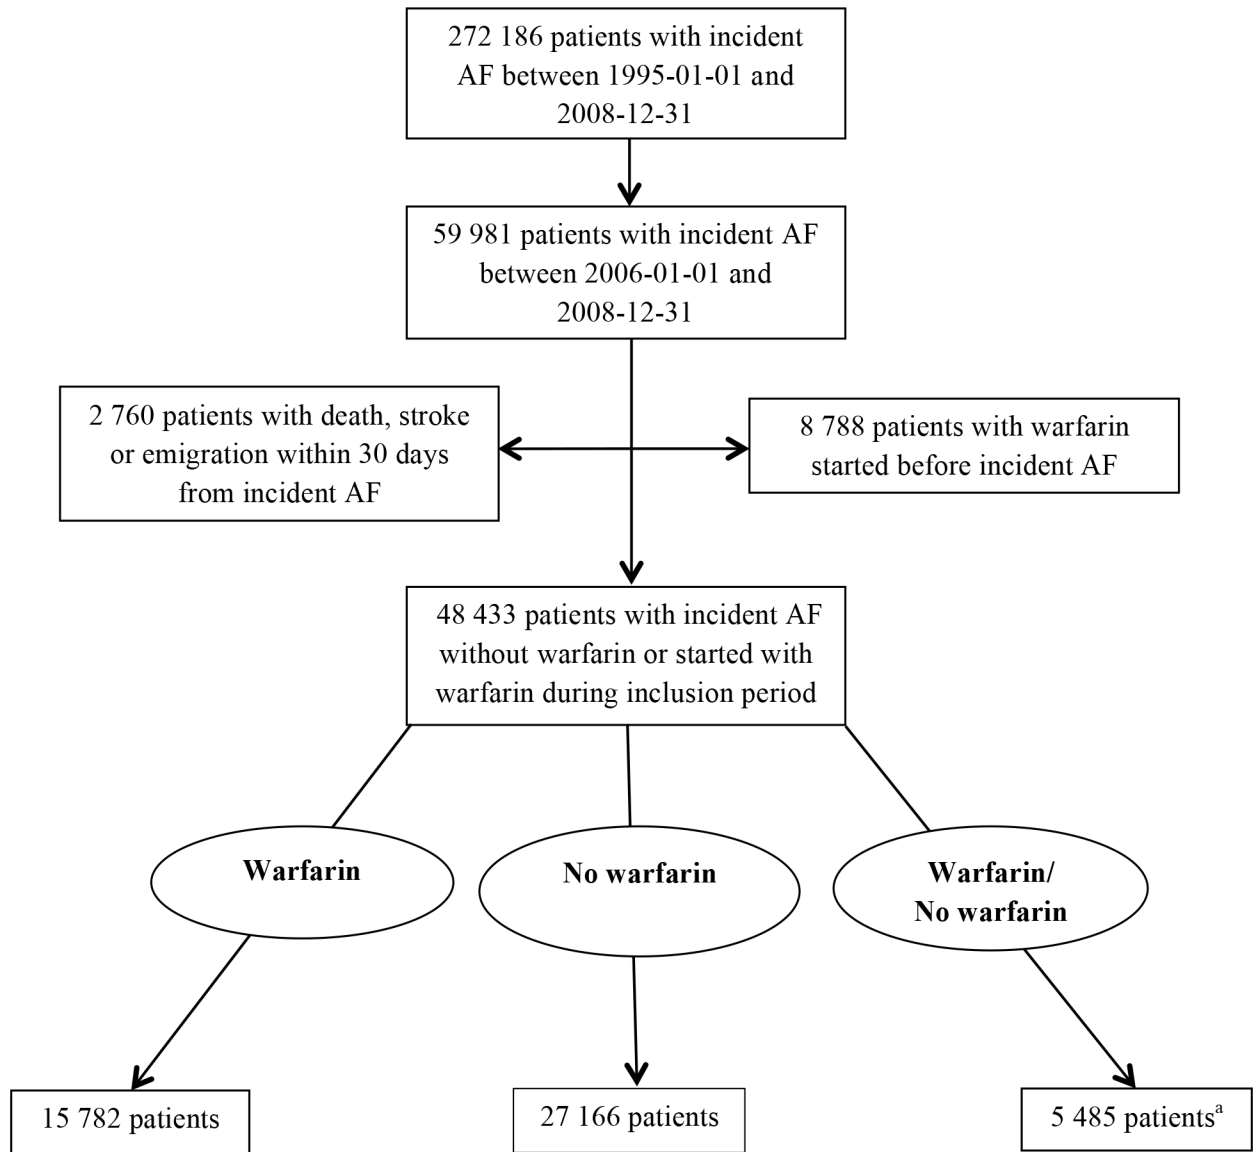 272 186 patients with incident
AF between 1995-01-01 and
2008-12-31
59 981 patients with incident AF
between 2006-01-01 and
2008-12-31
2 760 patients with death, stroke
or emigration within 30 days
from incident AF
8 788 patients with warfarin
started before incident AF
48 433 patients with incident AF
without warfarin or started with
warfarin during inclusion period
Warfarin
No warfarin
Warfarin/
No warfarin
15 782 patients
27 166 patients
5 485 patientsᵃ